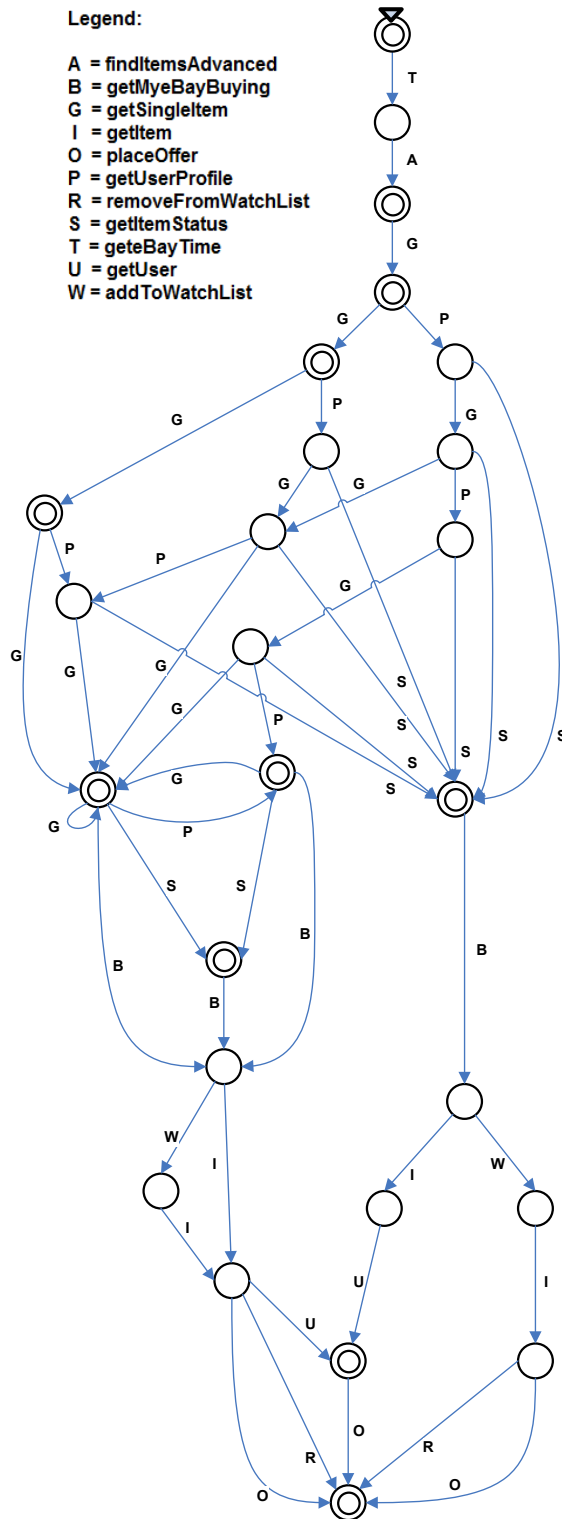 Legend:
A = findItemsAdvanced
B = getMyeBayBuying
G = getSingleItem
I = getItem
O = placeOffer
P = getUserProfile
R = removeFromWatchList
S = getItemStatus
T = geteBayTime
U = getUser
W = addToWatchList
T
A
G
G P
P
G
G
G G
P
P
P
G
G
G G
S
G
P S
S
S S
S
S
G
G
P
S S
B
B
B
B
W
I
I
W
I
U
I
U
O
R
R
O
O